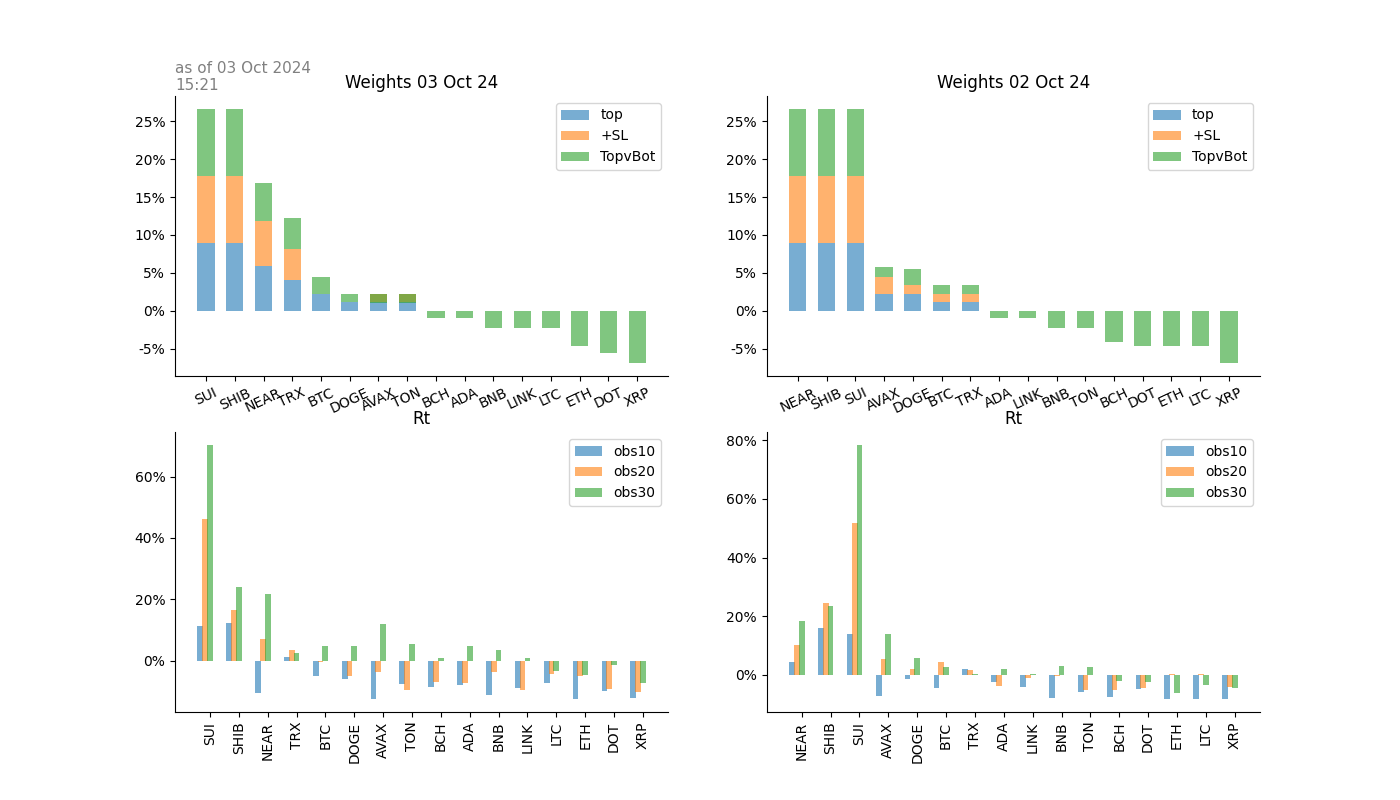 as of 03 Oct 2024
15:21
Weights 03 Oct 24
25%
20%
15%
10%
5%
0%
-5%
top
+SL
TopvBot
SUI SHIB NEAR TRX BTC DOGE AVAX TON BCH ADA BNB LINK LTC ETH DOT XRP
Weights 02 Oct 24
25%
20%
15%
10%
5%
0%
-5%
top
+SL
TopvBot
NEAR SHIB SUI AVAX DOGE BTC TRX ADA LINK BNB TON BCH DOT ETH LTC XRP
Rt
60%
40%
20%
0%
obs10
obs20
obs30
SUI SHIB NEAR TRX BTC DOGE AVAX TON BCH ADA BNB LINK LTC ETH DOT XRP
Rt
80%
60%
40%
20%
0%
obs10
obs20
obs30
NEAR SHIB SUI AVAX DOGE BTC TRX ADA LINK BNB TON BCH DOT ETH LTC XRP